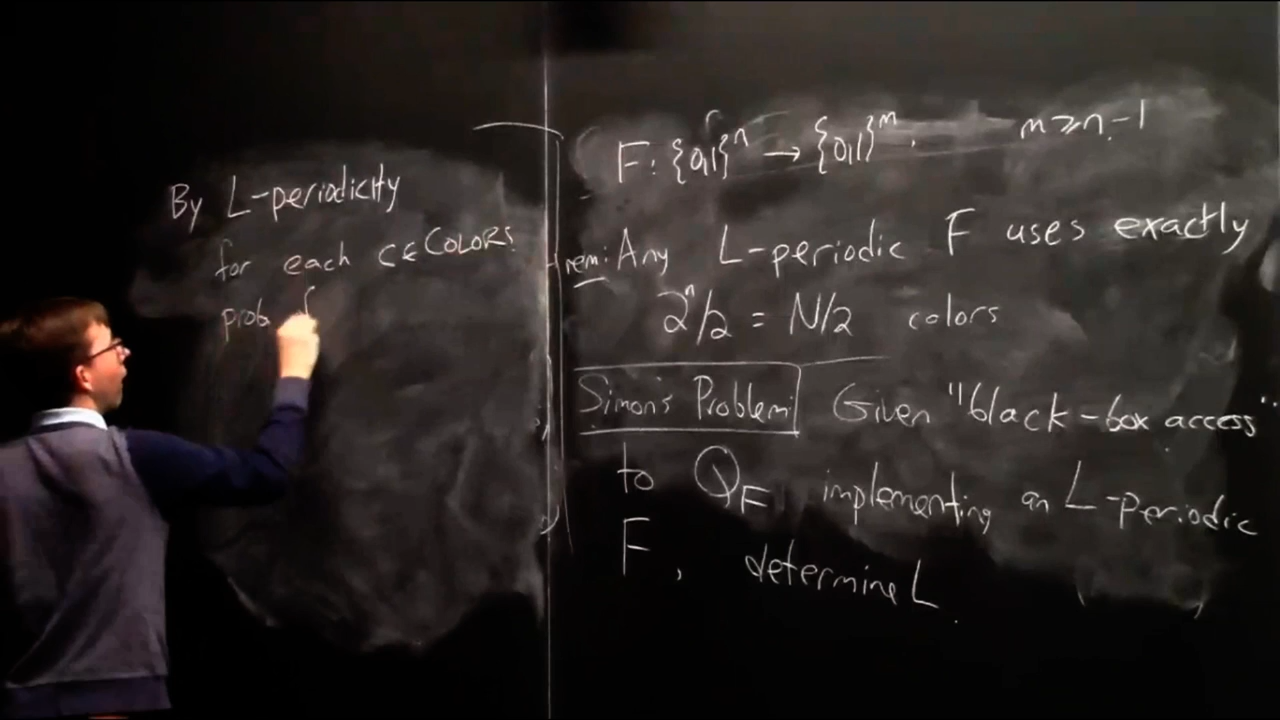 By L-periodicity
for each c∈COLORS:
prob. of
F: {0,1}ⁿ → {0,1}ᵐ. m≥n-1
rem: Any L-periodic F uses exactly
2ⁿ/2 = N/2 colors
Simon's Problem: Given "black-box access"
to Q_F implementing an L-periodic
F, determine L.